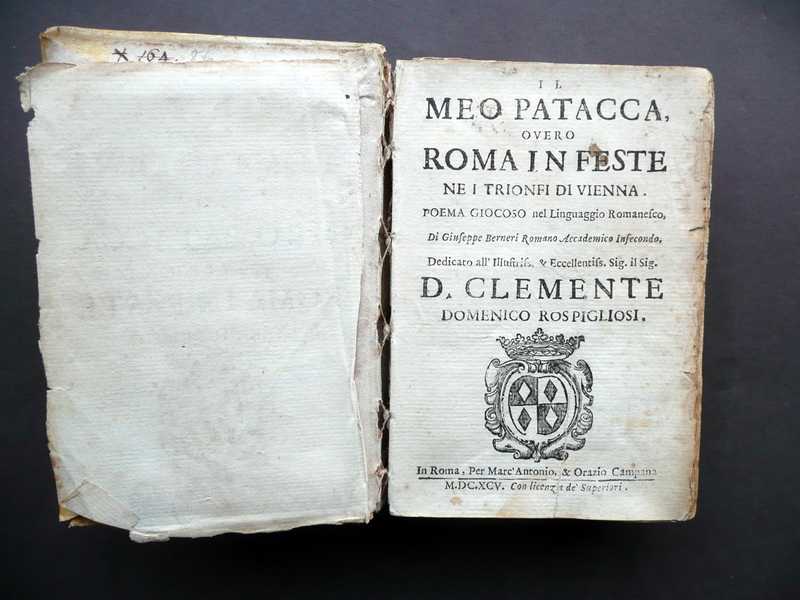 X 164.
IL
MEO PATACCA,
OVERO
ROMA IN FESTE
NE I TRIONFI DI VIENNA.
POEMA GIOCOSO nel Linguaggio Romaneſco,
Di Giuſeppe Berneri Romano Accademico Infecondo.
Dedicato all' Illuſtriſs. & Eccellentiſs. Sig. il Sig.
D. CLEMENTE
DOMENICO ROSPIGLIOSI.
In Roma, Per Marc'Antonio, & Orazio Campana
M.DC.XCV. Con licenza de' Superiori.